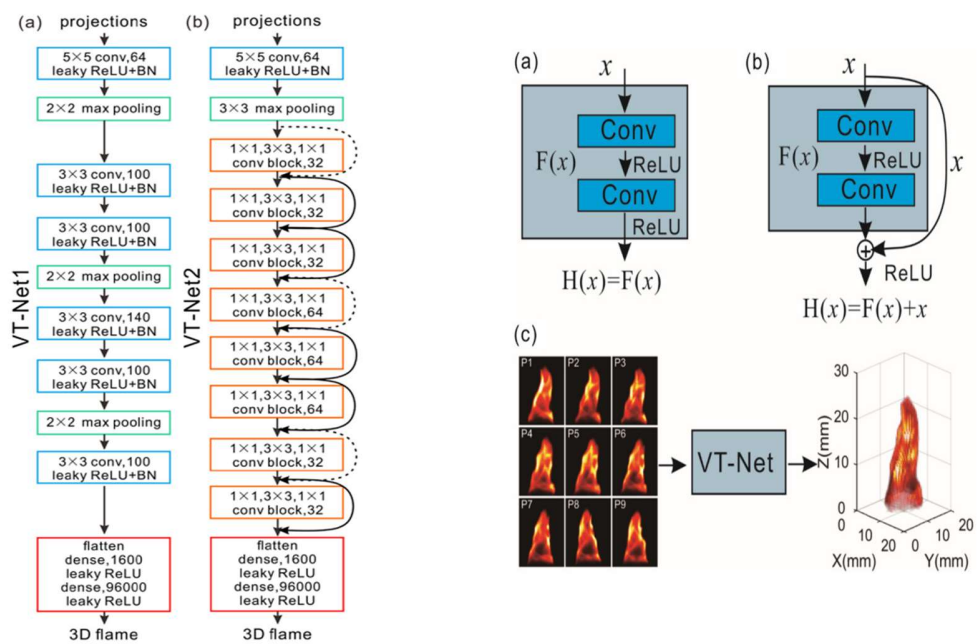 (a)
projections
VT-Net1
5×5 conv,64
leaky ReLU+BN
2×2 max pooling
3×3 conv,100
leaky ReLU+BN
3×3 conv,100
leaky ReLU+BN
2×2 max pooling
3×3 conv,140
leaky ReLU+BN
3×3 conv,100
leaky ReLU+BN
2×2 max pooling
3×3 conv,100
leaky ReLU+BN
flatten
dense,1600
leaky ReLU
dense,96000
leaky ReLU
3D flame
(b)
projections
VT-Net2
5×5 conv,64
leaky ReLU+BN
3×3 max pooling
1×1,3×3,1×1
conv block,32
1×1,3×3,1×1
conv block,32
1×1,3×3,1×1
conv block,32
1×1,3×3,1×1
conv block,64
1×1,3×3,1×1
conv block,64
1×1,3×3,1×1
conv block,64
1×1,3×3,1×1
conv block,32
1×1,3×3,1×1
conv block,32
flatten
dense,1600
leaky ReLU
dense,96000
leaky ReLU
3D flame
(a)
x
Conv
F(x)
ReLU
Conv
ReLU
H(x)=F(x)
(b)
x
Conv
F(x)
ReLU
x
Conv
+
ReLU
H(x)=F(x)+x
(c)
P1 P2 P3
P4 P5 P6
P7 P8 P9
VT-Net
Z(mm)
30
20
10
0
0
10
20
X(mm)
0
10
20
Y(mm)